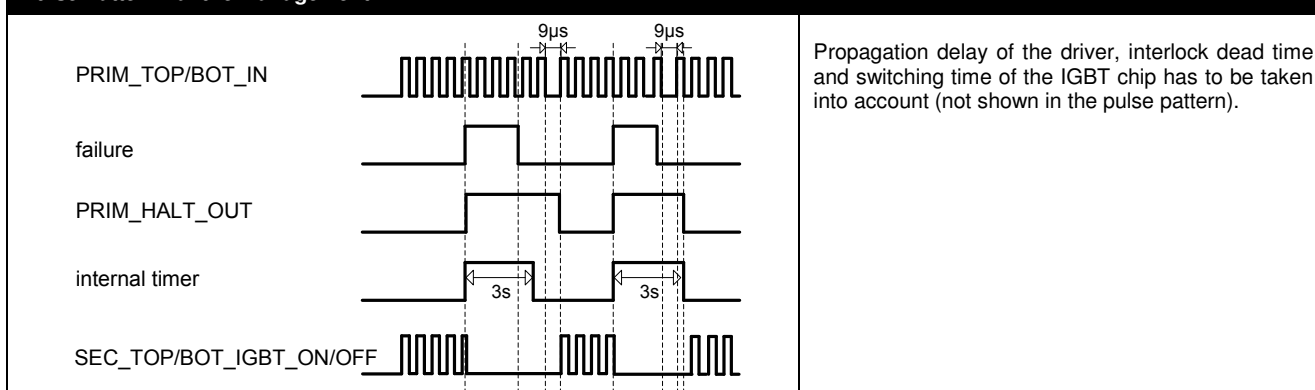 9µs
9µs
PRIM_TOP/BOT_IN
failure
PRIM_HALT_OUT
internal timer
3s
3s
SEC_TOP/BOT_IGBT_ON/OFF
Propagation delay of the driver, interlock dead time
and switching time of the IGBT chip has to be taken
into account (not shown in the pulse pattern).